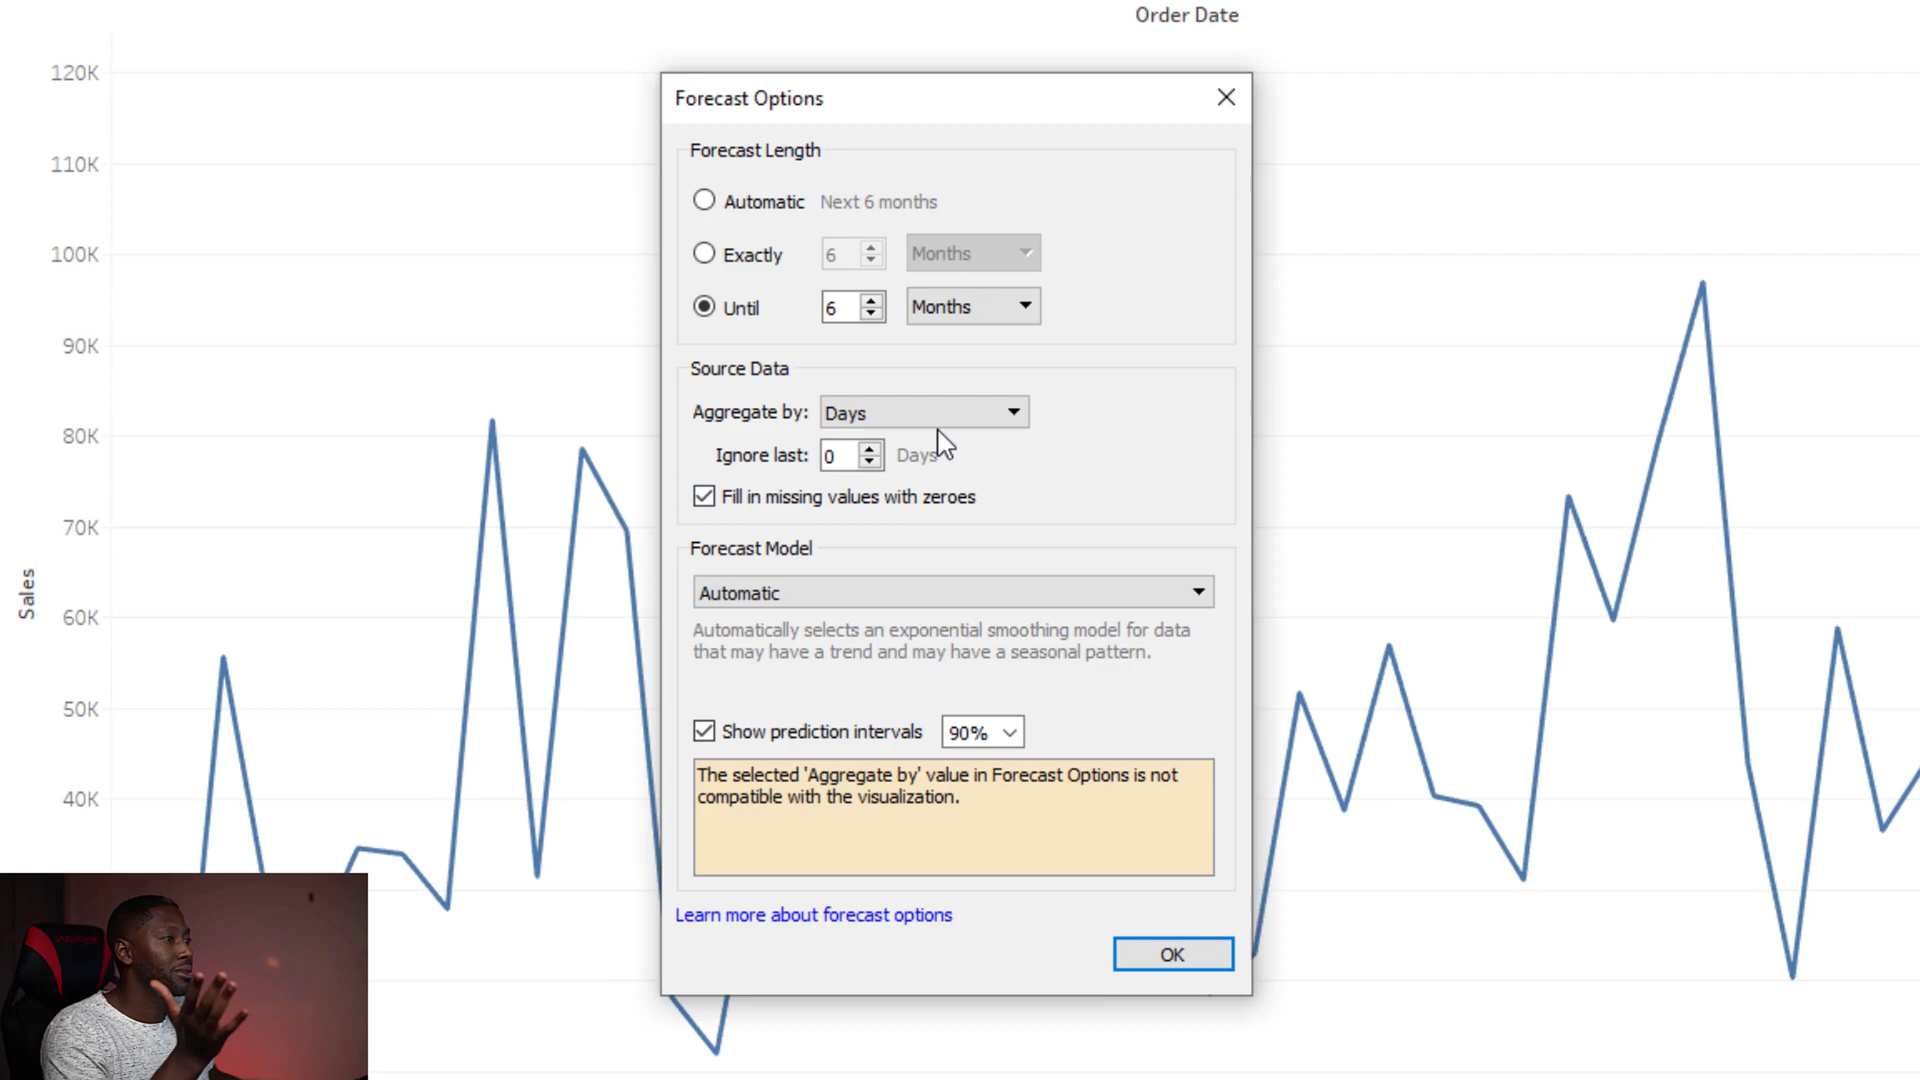 Order Date
120K
110K
100K
90K
80K
70K
60K
50K
40K
Sales
Forecast Options
Forecast Length
Automatic Next 6 months
Exactly 6 Months
Until 6 Months
Source Data
Aggregate by: Days
Ignore last: 0 Days
Fill in missing values with zeroes
Forecast Model
Automatic
Automatically selects an exponential smoothing model for data
that may have a trend and may have a seasonal pattern.
Show prediction intervals 90%
The selected 'Aggregate by' value in Forecast Options is not
compatible with the visualization.
Learn more about forecast options
OK